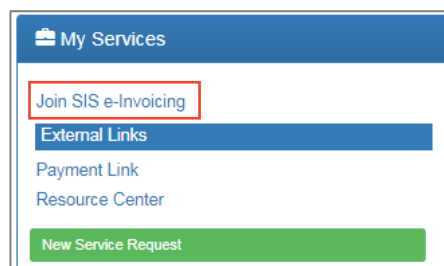 My Services
Join SIS e-Invoicing
External Links
Payment Link
Resource Center
New Service Request